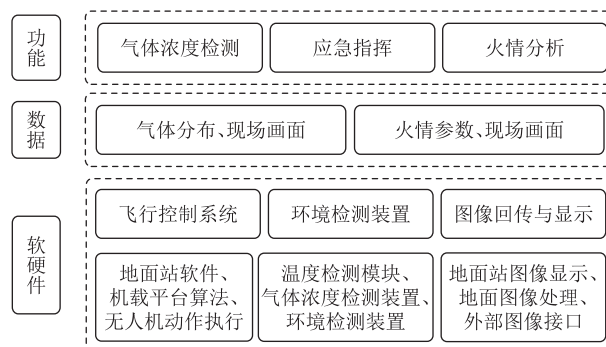 功能
气体浓度检测
应急指挥
火情分析
数据
气体分布、现场画面
火情参数、现场画面
软硬件
飞行控制系统
环境检测装置
图像回传与显示
地面站软件、
机载平台算法、
无人机动作执行
温度检测模块、
气体浓度检测装置、
环境检测装置
地面站图像显示、
地面图像处理、
外部图像接口